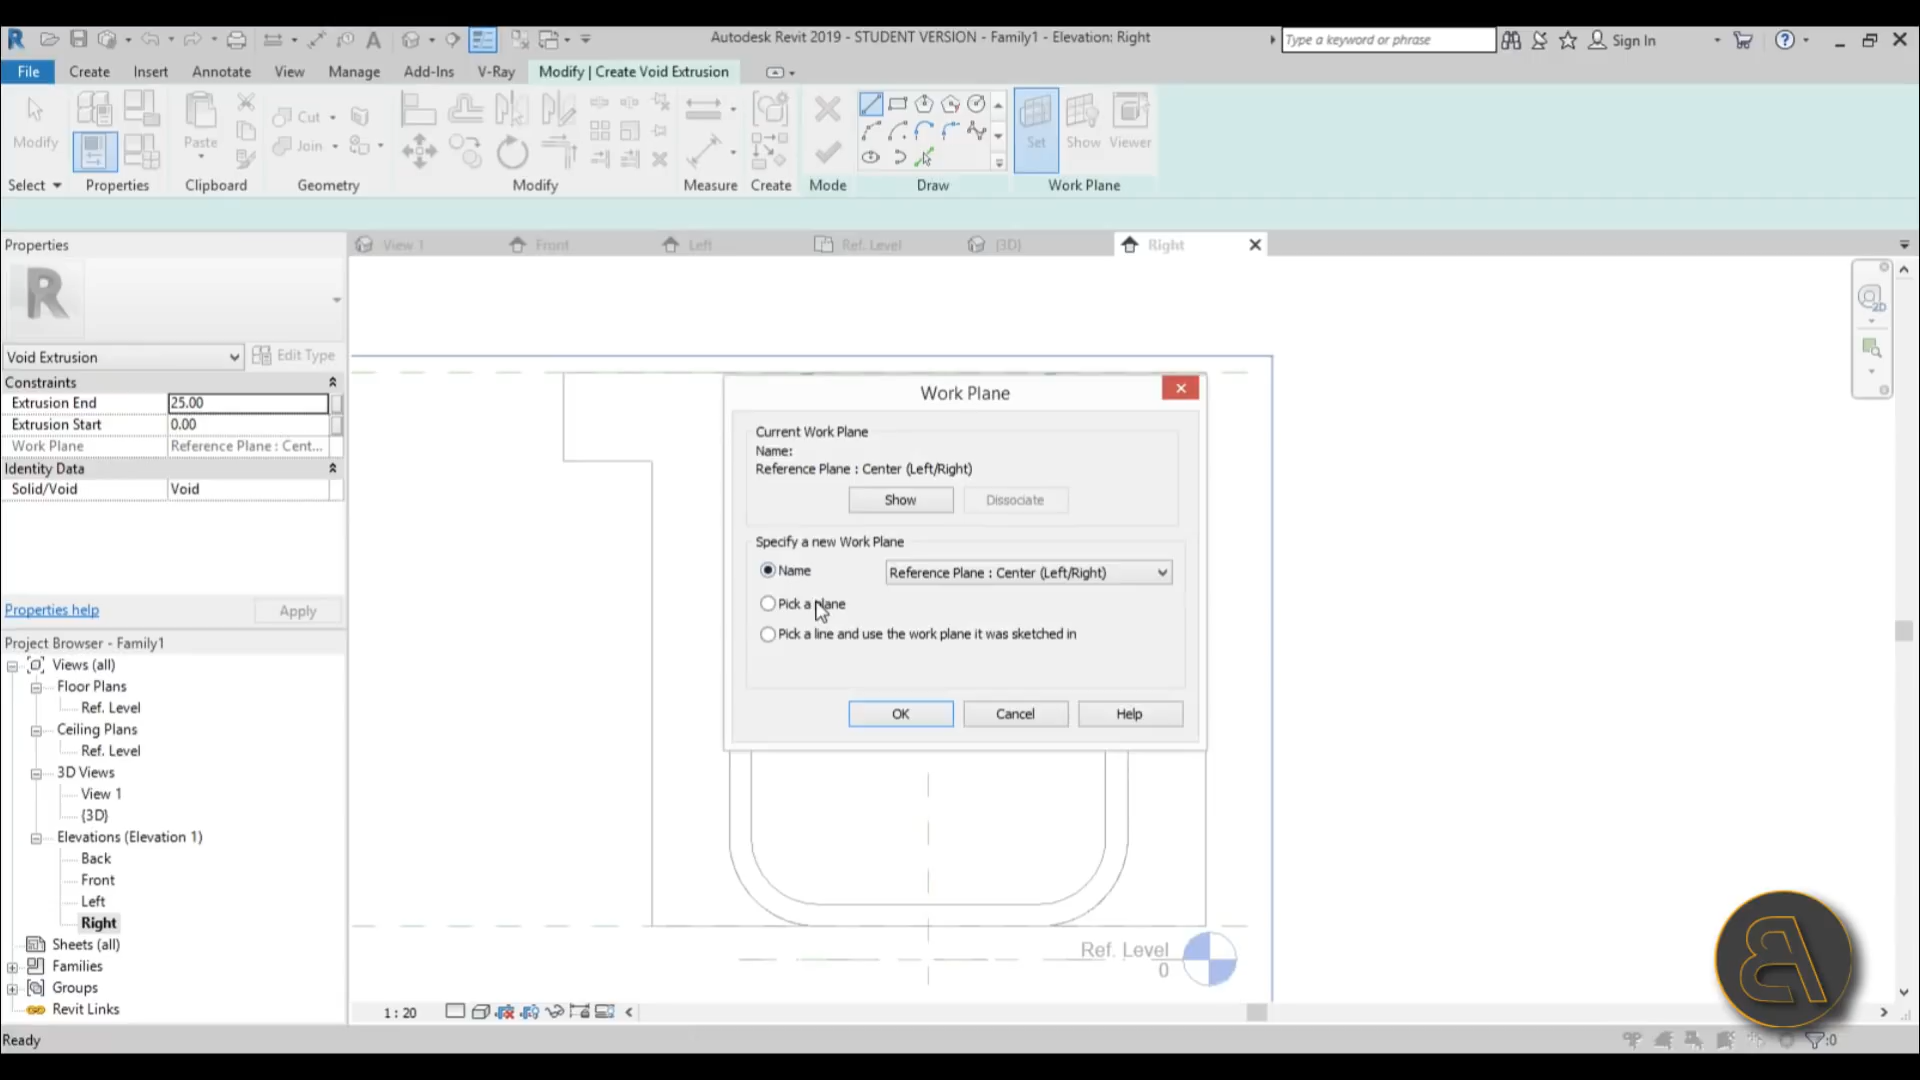 Autodesk Revit 2019 - STUDENT VERSION - Family1 - Elevation: Right
Type a keyword or phrase
Sign In
File Create Insert Annotate View Manage Add-Ins V-Ray Modify | Create Void Extrusion
Modify
Paste
Cut
Join
Set
Show
Viewer
Select
Properties
Clipboard
Geometry
Modify
Measure
Create
Mode
Draw
Work Plane
Properties
View 1
Front
Left
Ref. Level
{3D}
Right
Void Extrusion
Edit Type
Constraints
Extrusion End 25.00
Extrusion Start 0.00
Work Plane Reference Plane : Cent...
Identity Data
Solid/Void Void
Properties help
Apply
Project Browser - Family1
Views (all)
Floor Plans
Ref. Level
Ceiling Plans
Ref. Level
3D Views
View 1
{3D}
Elevations (Elevation 1)
Back
Front
Left
Right
Sheets (all)
Families
Groups
Revit Links
Work Plane
Current Work Plane
Name:
Reference Plane : Center (Left/Right)
Show
Dissociate
Specify a new Work Plane
Name
Reference Plane : Center (Left/Right)
Pick a plane
Pick a line and use the work plane it was sketched in
OK
Cancel
Help
Ref. Level
0
2D
1 : 20
Ready
:0